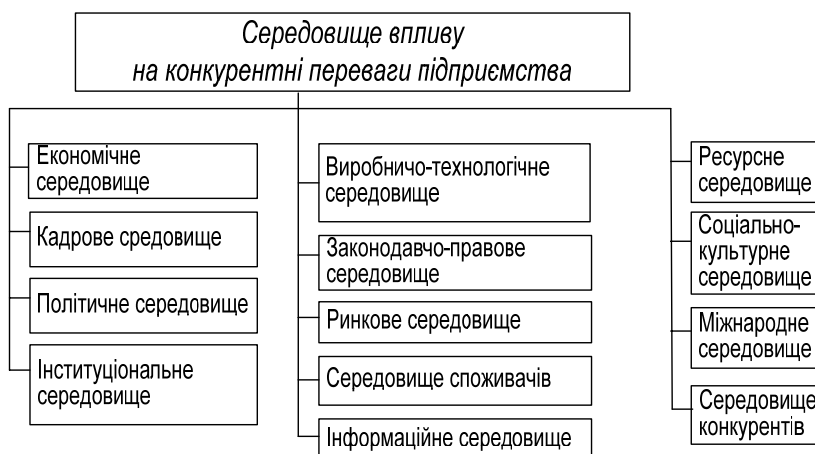 Середовище впливу
на конкурентні переваги підприємства
Економічне
середовище
Кадрове средовище
Політичне середовище
Інституціональне
середовище
Виробничо-технологічне
середовище
Законодавчо-правове
середовище
Ринкове середовище
Середовище споживачів
Інформаційне середовище
Ресурсне
середовище
Соціально-
культурне
середовище
Міжнародне
середовище
Середовище
конкурентів